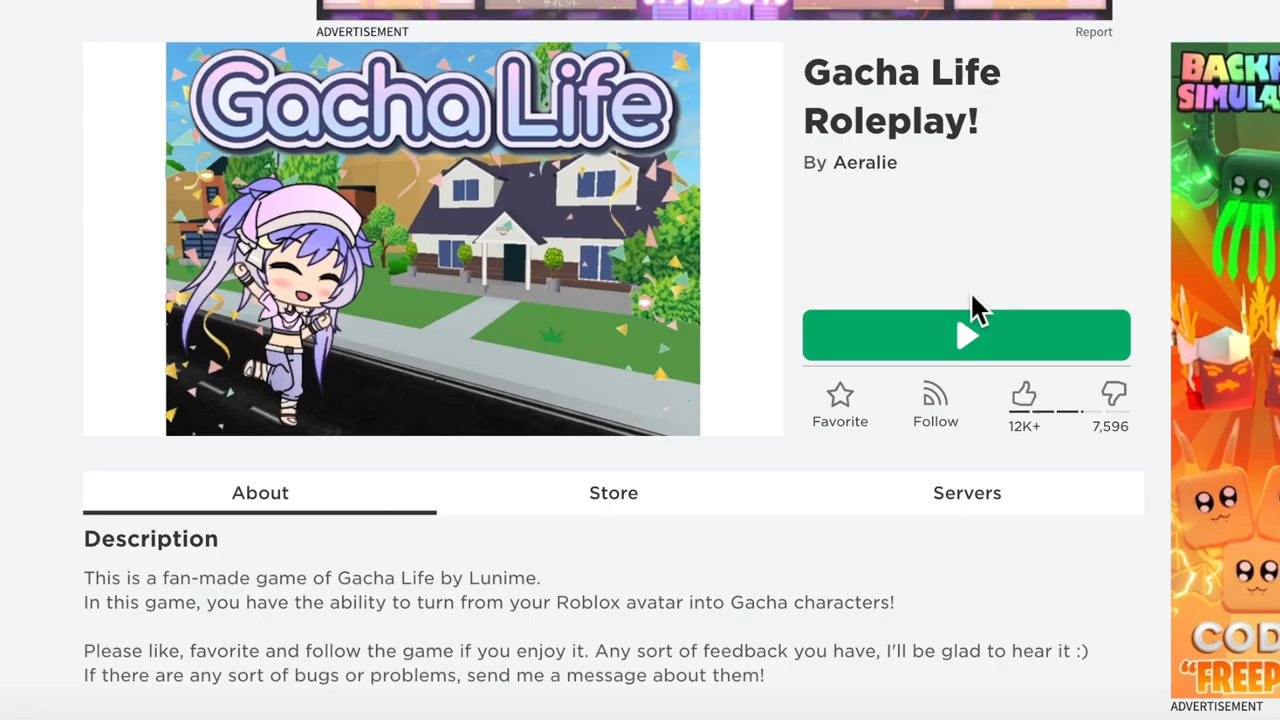 ADVERTISEMENT
Report
Gacha Life
Gacha Life
Roleplay!
By Aeralie
Favorite
Follow
12K+
7,596
About
Store
Servers
Description
This is a fan-made game of Gacha Life by Lunime.
In this game, you have the ability to turn from your Roblox avatar into Gacha characters!
Please like, favorite and follow the game if you enjoy it. Any sort of feedback you have, I'll be glad to hear it :)
If there are any sort of bugs or problems, send me a message about them!
ADVERTISEMENT